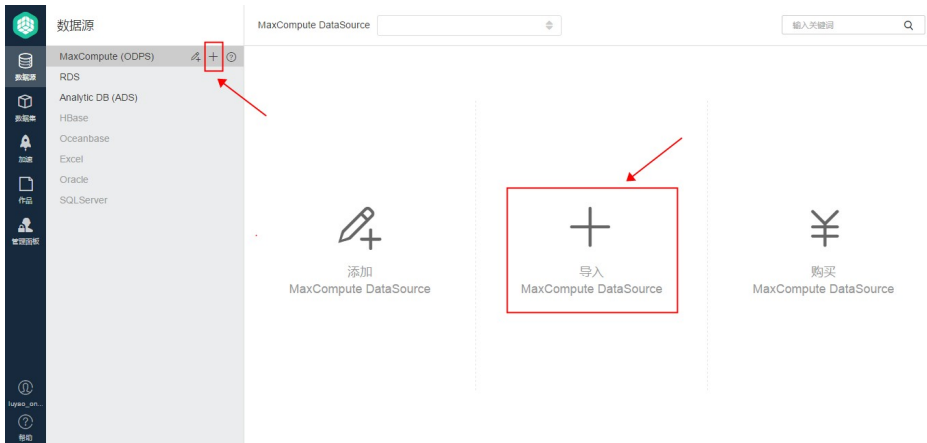 数据源
MaxCompute DataSource
输入关键词
MaxCompute (ODPS)
RDS
Analytic DB (ADS)
HBase
Oceanbase
Excel
Oracle
SQLServer
数据源
数据集
加速
作品
管理面板
luyao_on...
帮助
添加
MaxCompute DataSource
导入
MaxCompute DataSource
购买
MaxCompute DataSource